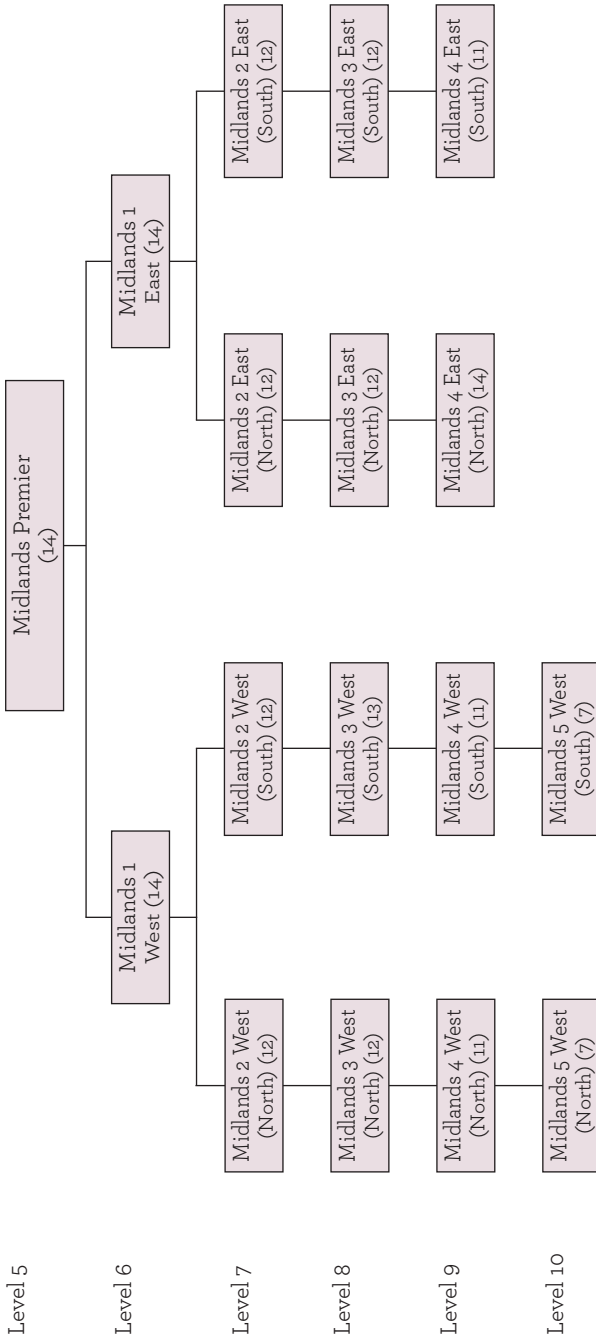 Level 5
Midlands Premier
(14)
Level 6
Midlands 1
West (14)
Midlands 1
East (14)
Level 7
Midlands 2 West
(North) (12)
Midlands 2 West
(South) (12)
Midlands 2 East
(North) (12)
Midlands 2 East
(South) (12)
Level 8
Midlands 3 West
(North) (12)
Midlands 3 West
(South) (13)
Midlands 3 East
(North) (12)
Midlands 3 East
(South) (12)
Level 9
Midlands 4 West
(North) (11)
Midlands 4 West
(South) (11)
Midlands 4 East
(North) (14)
Midlands 4 East
(South) (11)
Level 10
Midlands 5 West
(North) (7)
Midlands 5 West
(South) (7)